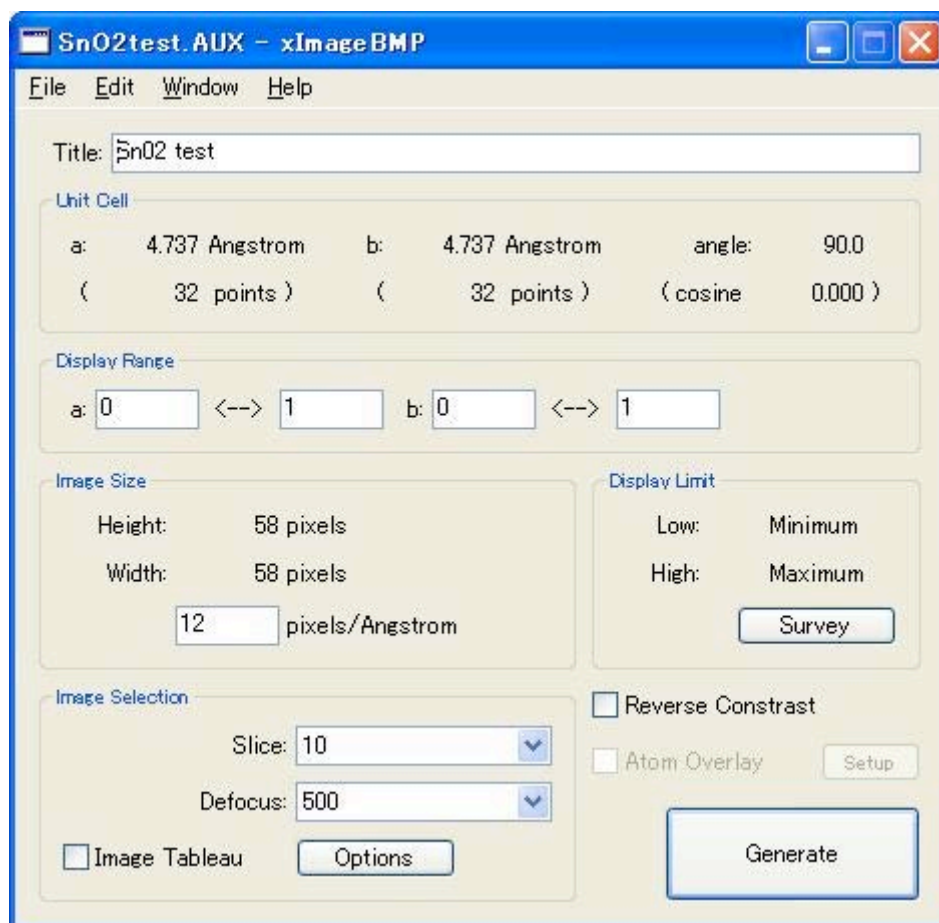 SnO2test.AUX - xImageBMP
File Edit Window Help
Title: Sn02 test
Unit Cell
a: 4.737 Angstrom b: 4.737 Angstrom angle: 90.0
( 32 points ) ( 32 points ) (cosine 0.000 )
Display Range
a: 0 <--> 1 b: 0 <--> 1
Image Size Display Limit
Height: 58 pixels Low: Minimum
Width: 58 pixels High: Maximum
12 pixels/Angstrom Survey
Image Selection Reverse Constrast
Slice: 10 Atom Overlay Setup
Defocus: 500
Image Tableau Options Generate